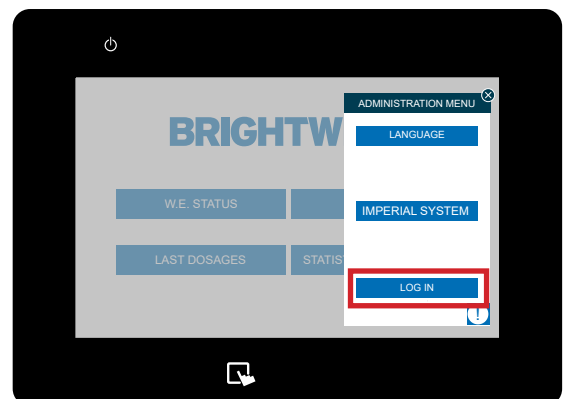 ADMINISTRATION MENU
BRIGHTW
LANGUAGE
W.E. STATUS
IMPERIAL SYSTEM
LAST DOSAGES
STATIS
LOG IN
!